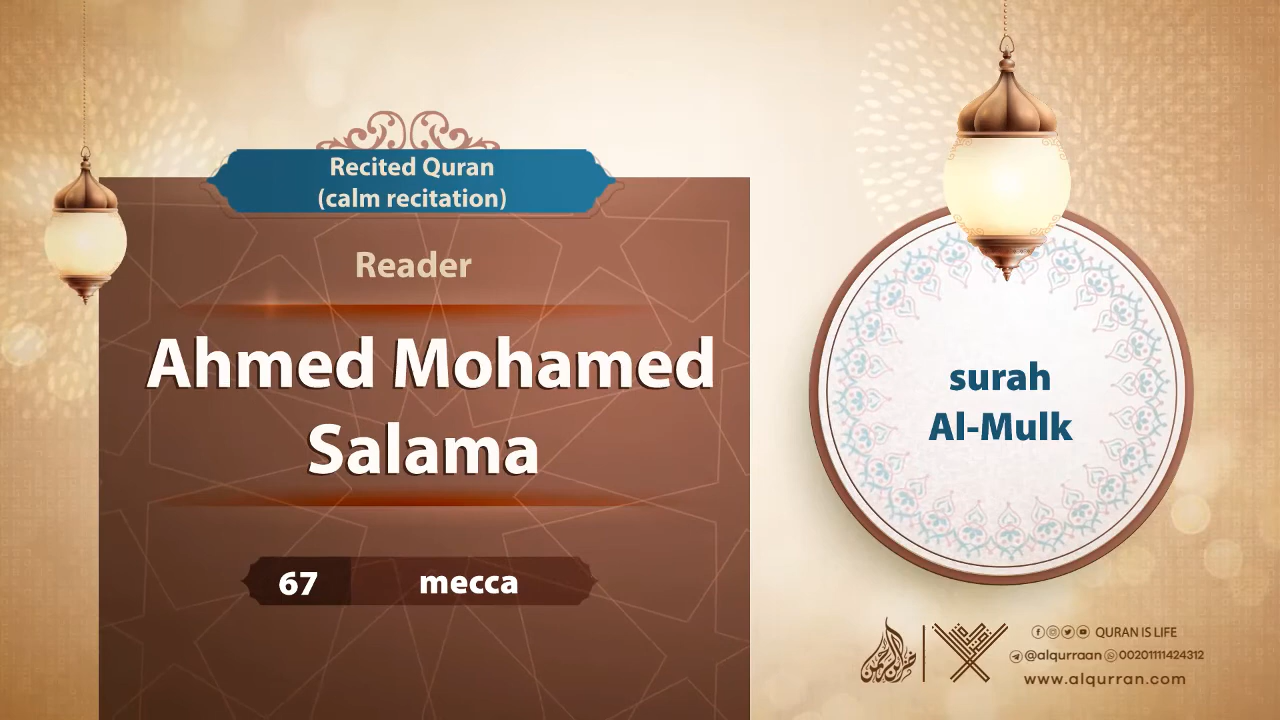 Recited Quran
(calm recitation)
Reader
Ahmed Mohamed
Salama
67 mecca
surah
Al-Mulk
QURAN IS LIFE
@alqurraan 00201111424312
www.alqurran.com